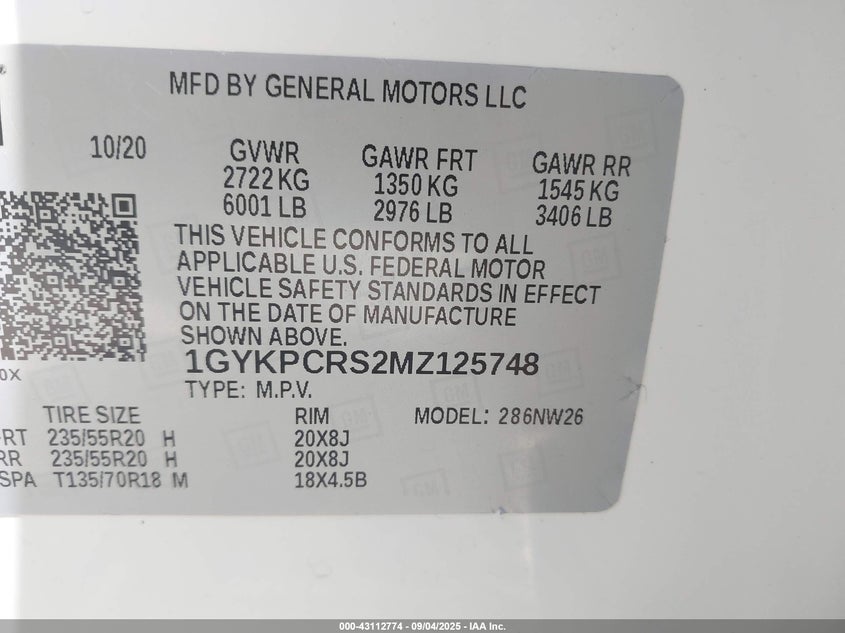 MFD BY GENERAL MOTORS LLC
10/20 GVWR GAWR FRT GAWR RR
2722 KG 1350 KG 1545 KG
6001 LB 2976 LB 3406 LB
THIS VEHICLE CONFORMS TO ALL
APPLICABLE U.S. FEDERAL MOTOR
VEHICLE SAFETY STANDARDS IN EFFECT
ON THE DATE OF MANUFACTURE
SHOWN ABOVE.
0X
1GYKPCRS2MZ125748
TYPE: M.P.V.
TIRE SIZE RIM MODEL: 286NW26
FRT 235/55R20 H 20X8J
RR 235/55R20 H 20X8J
SPA T135/70R18 M 18X4.5B
000-43112774 - 09/04/2025 - IAA Inc.